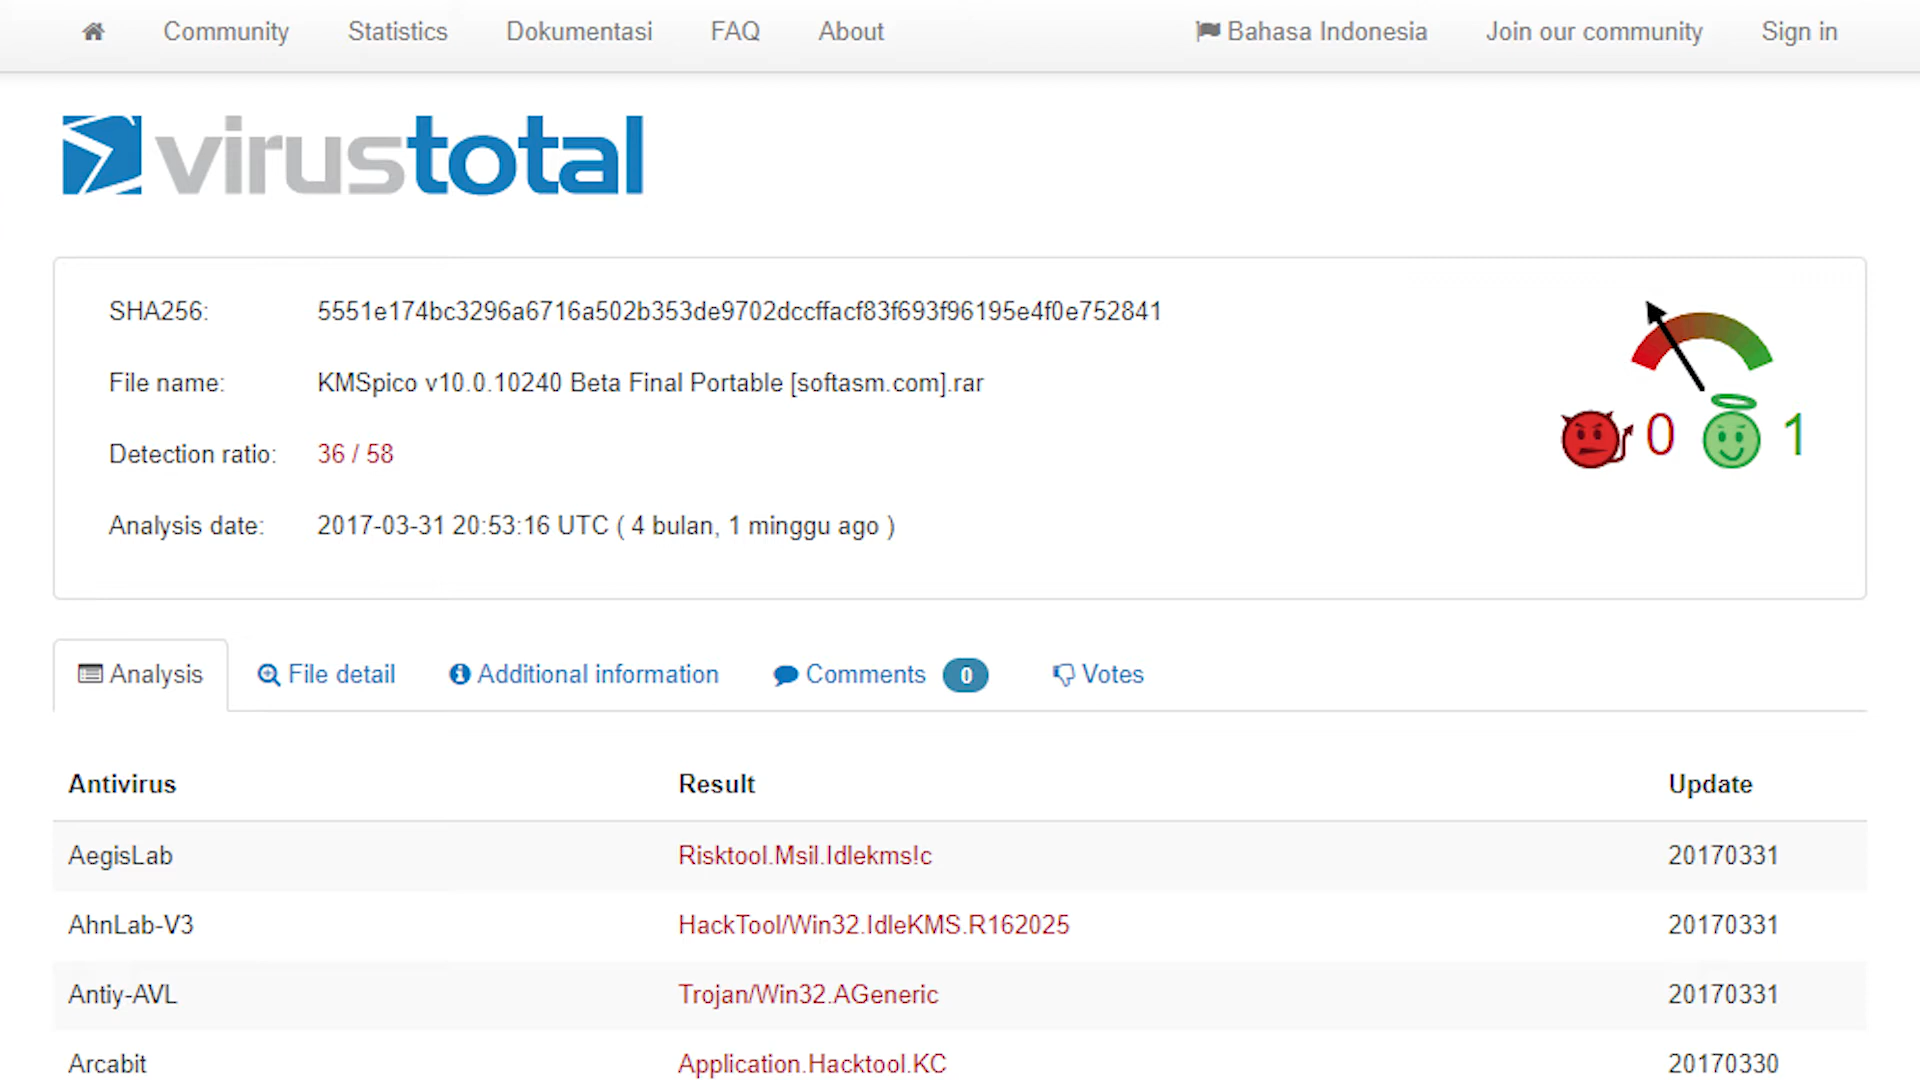 Community Statistics Dokumentasi FAQ About Bahasa Indonesia Join our community Sign in
virustotal
SHA256: 5551e174bc3296a6716a502b353de9702dccffacf83f693f96195e4f0e752841
File name: KMSpico v10.0.10240 Beta Final Portable [softasm.com].rar
Detection ratio: 36 / 58
0 1
Analysis date: 2017-03-31 20:53:16 UTC ( 4 bulan, 1 minggu ago )
Analysis File detail Additional information Comments 0 Votes
Antivirus Result Update
AegisLab Risktool.Msil.Idlekms!c 20170331
AhnLab-V3 HackTool/Win32.IdleKMS.R162025 20170331
Antiy-AVL Trojan/Win32.AGeneric 20170331
Arcabit Application.Hacktool.KC 20170330